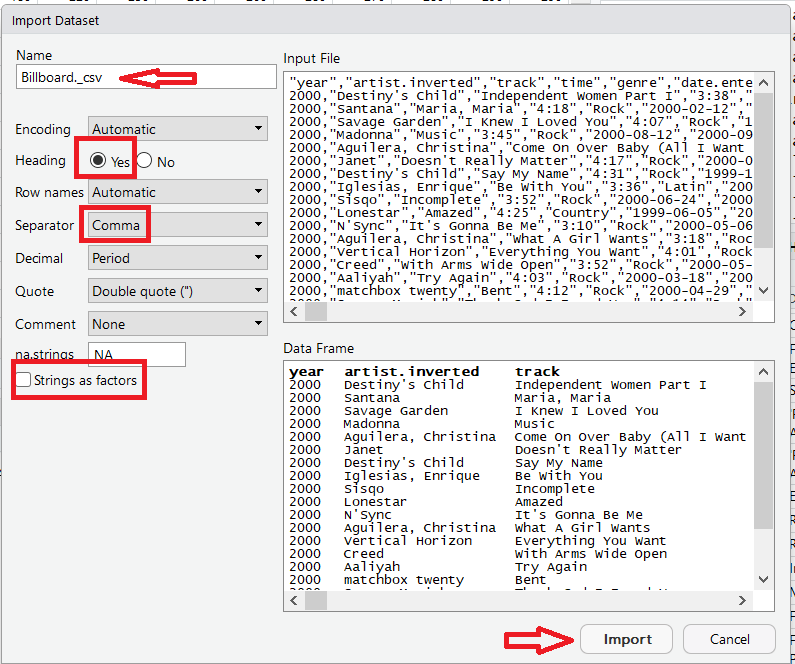 Import Dataset
Name
Billboard._csv
Encoding Automatic
Heading Yes No
Row names Automatic
Separator Comma
Decimal Period
Quote Double quote (")
Comment None
na.strings NA
Strings as factors
Input File
"year","artist.inverted","track","time","genre","date.ente
2000,"Destiny's Child","Independent Women Part I","3:38","
2000,"Santana","Maria, Maria","4:18","Rock","2000-02-12","
2000,"Savage Garden","I Knew I Loved You","4:07","Rock","1
2000,"Madonna","Music","3:45","Rock","2000-08-12","2000-09
2000,"Aguilera, Christina","Come On Over Baby (All I Want
2000,"Janet","Doesn't Really Matter","4:17","Rock","2000-0
2000,"Destiny's Child","Say My Name","4:31","Rock","1999-1
2000,"Iglesias, Enrique","Be With You","3:36","Latin","200
2000,"Sisqo","Incomplete","3:52","Rock","2000-06-24","2000
2000,"Lonestar","Amazed","4:25","Country","1999-06-05","20
2000,"N'Sync","It's Gonna Be Me","3:10","Rock","2000-05-06
2000,"Aguilera, Christina","What A Girl Wants","3:18","Roc
2000,"Vertical Horizon","Everything You Want","4:01","Rock
2000,"Creed","With Arms Wide Open","3:52","Rock","2000-05-
2000,"Aaliyah","Try Again","4:03","Rock","2000-03-18","200
2000,"matchbox twenty","Bent","4:12","Rock","2000-04-29","
Data Frame
year artist.inverted track
2000 Destiny's Child Independent Women Part I
2000 Santana Maria, Maria
2000 Savage Garden I Knew I Loved You
2000 Madonna Music
2000 Aguilera, Christina Come On Over Baby (All I Want
2000 Janet Doesn't Really Matter
2000 Destiny's Child Say My Name
2000 Iglesias, Enrique Be With You
2000 Sisqo Incomplete
2000 Lonestar Amazed
2000 N'Sync It's Gonna Be Me
2000 Aguilera, Christina What A Girl Wants
2000 Vertical Horizon Everything You Want
2000 Creed With Arms Wide Open
2000 Aaliyah Try Again
2000 matchbox twenty Bent
Import Cancel